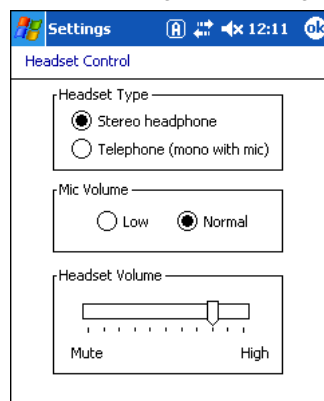 Settings A 12:11 ok
Headset Control
Headset Type
Stereo headphone
Telephone (mono with mic)
Mic Volume
Low Normal
Headset Volume
Mute High